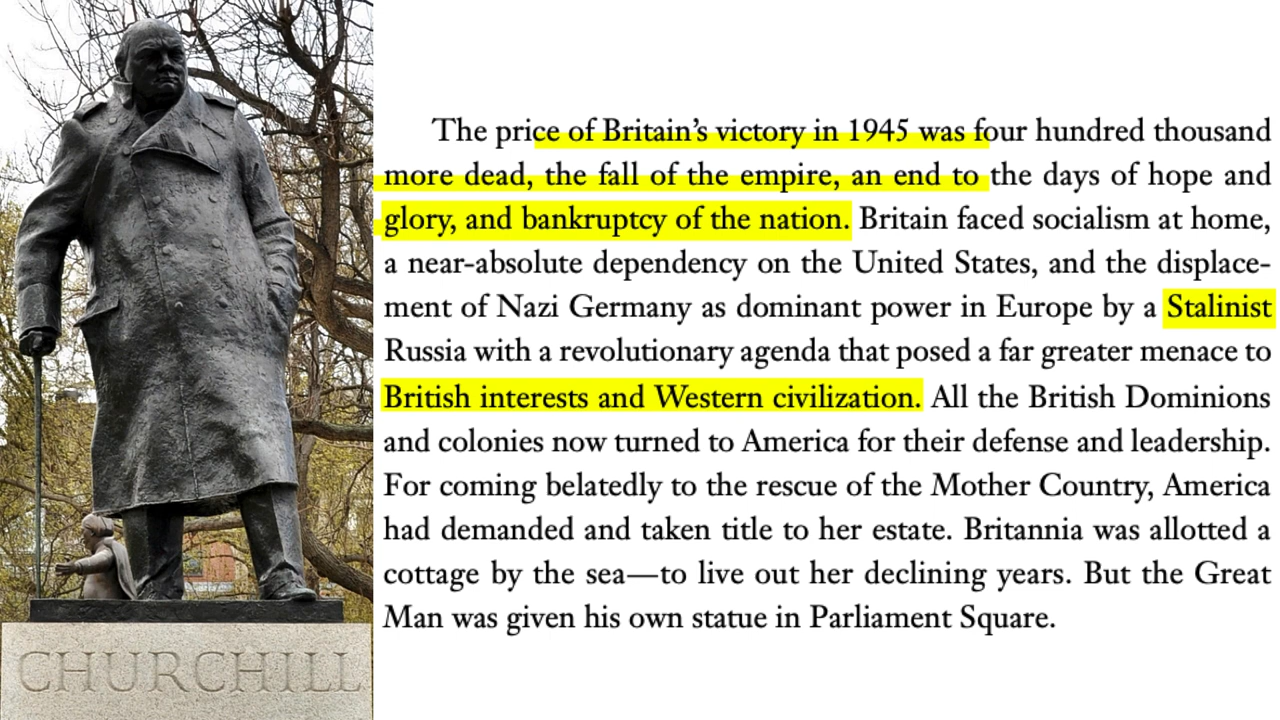 The price of Britain's victory in 1945 was four hundred thousand
more dead, the fall of the empire, an end to the days of hope and
glory, and bankruptcy of the nation. Britain faced socialism at home,
a near-absolute dependency on the United States, and the displace-
ment of Nazi Germany as dominant power in Europe by a Stalinist
Russia with a revolutionary agenda that posed a far greater menace to
British interests and Western civilization. All the British Dominions
and colonies now turned to America for their defense and leadership.
For coming belatedly to the rescue of the Mother Country, America
had demanded and taken title to her estate. Britannia was allotted a
cottage by the sea—to live out her declining years. But the Great
Man was given his own statue in Parliament Square.
CHURCHILL